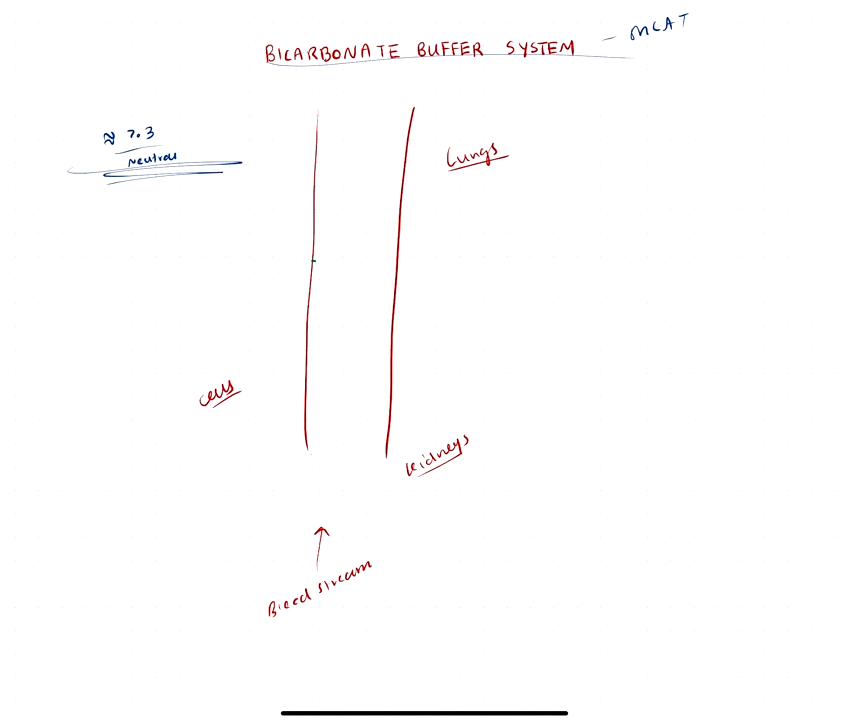 BICARBONATE BUFFER SYSTEM - MCAT
≈ 7.3
Neutral
Lungs
cells
kidneys
Blood stream